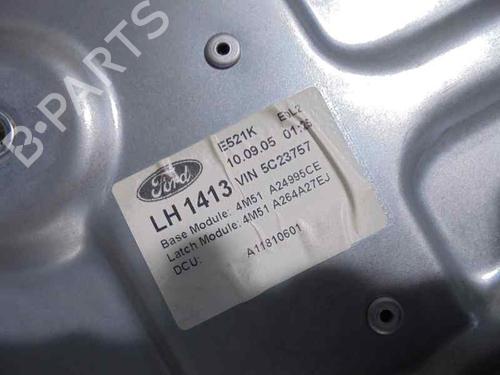 B-PARTS
E521K
10.09.05 01:25
Ford
LH 1413 VIN 5C23757
Base Module: 4M51 A24995CE
Latch Module: 4M51 A264A27EJ
DCU: A11810601